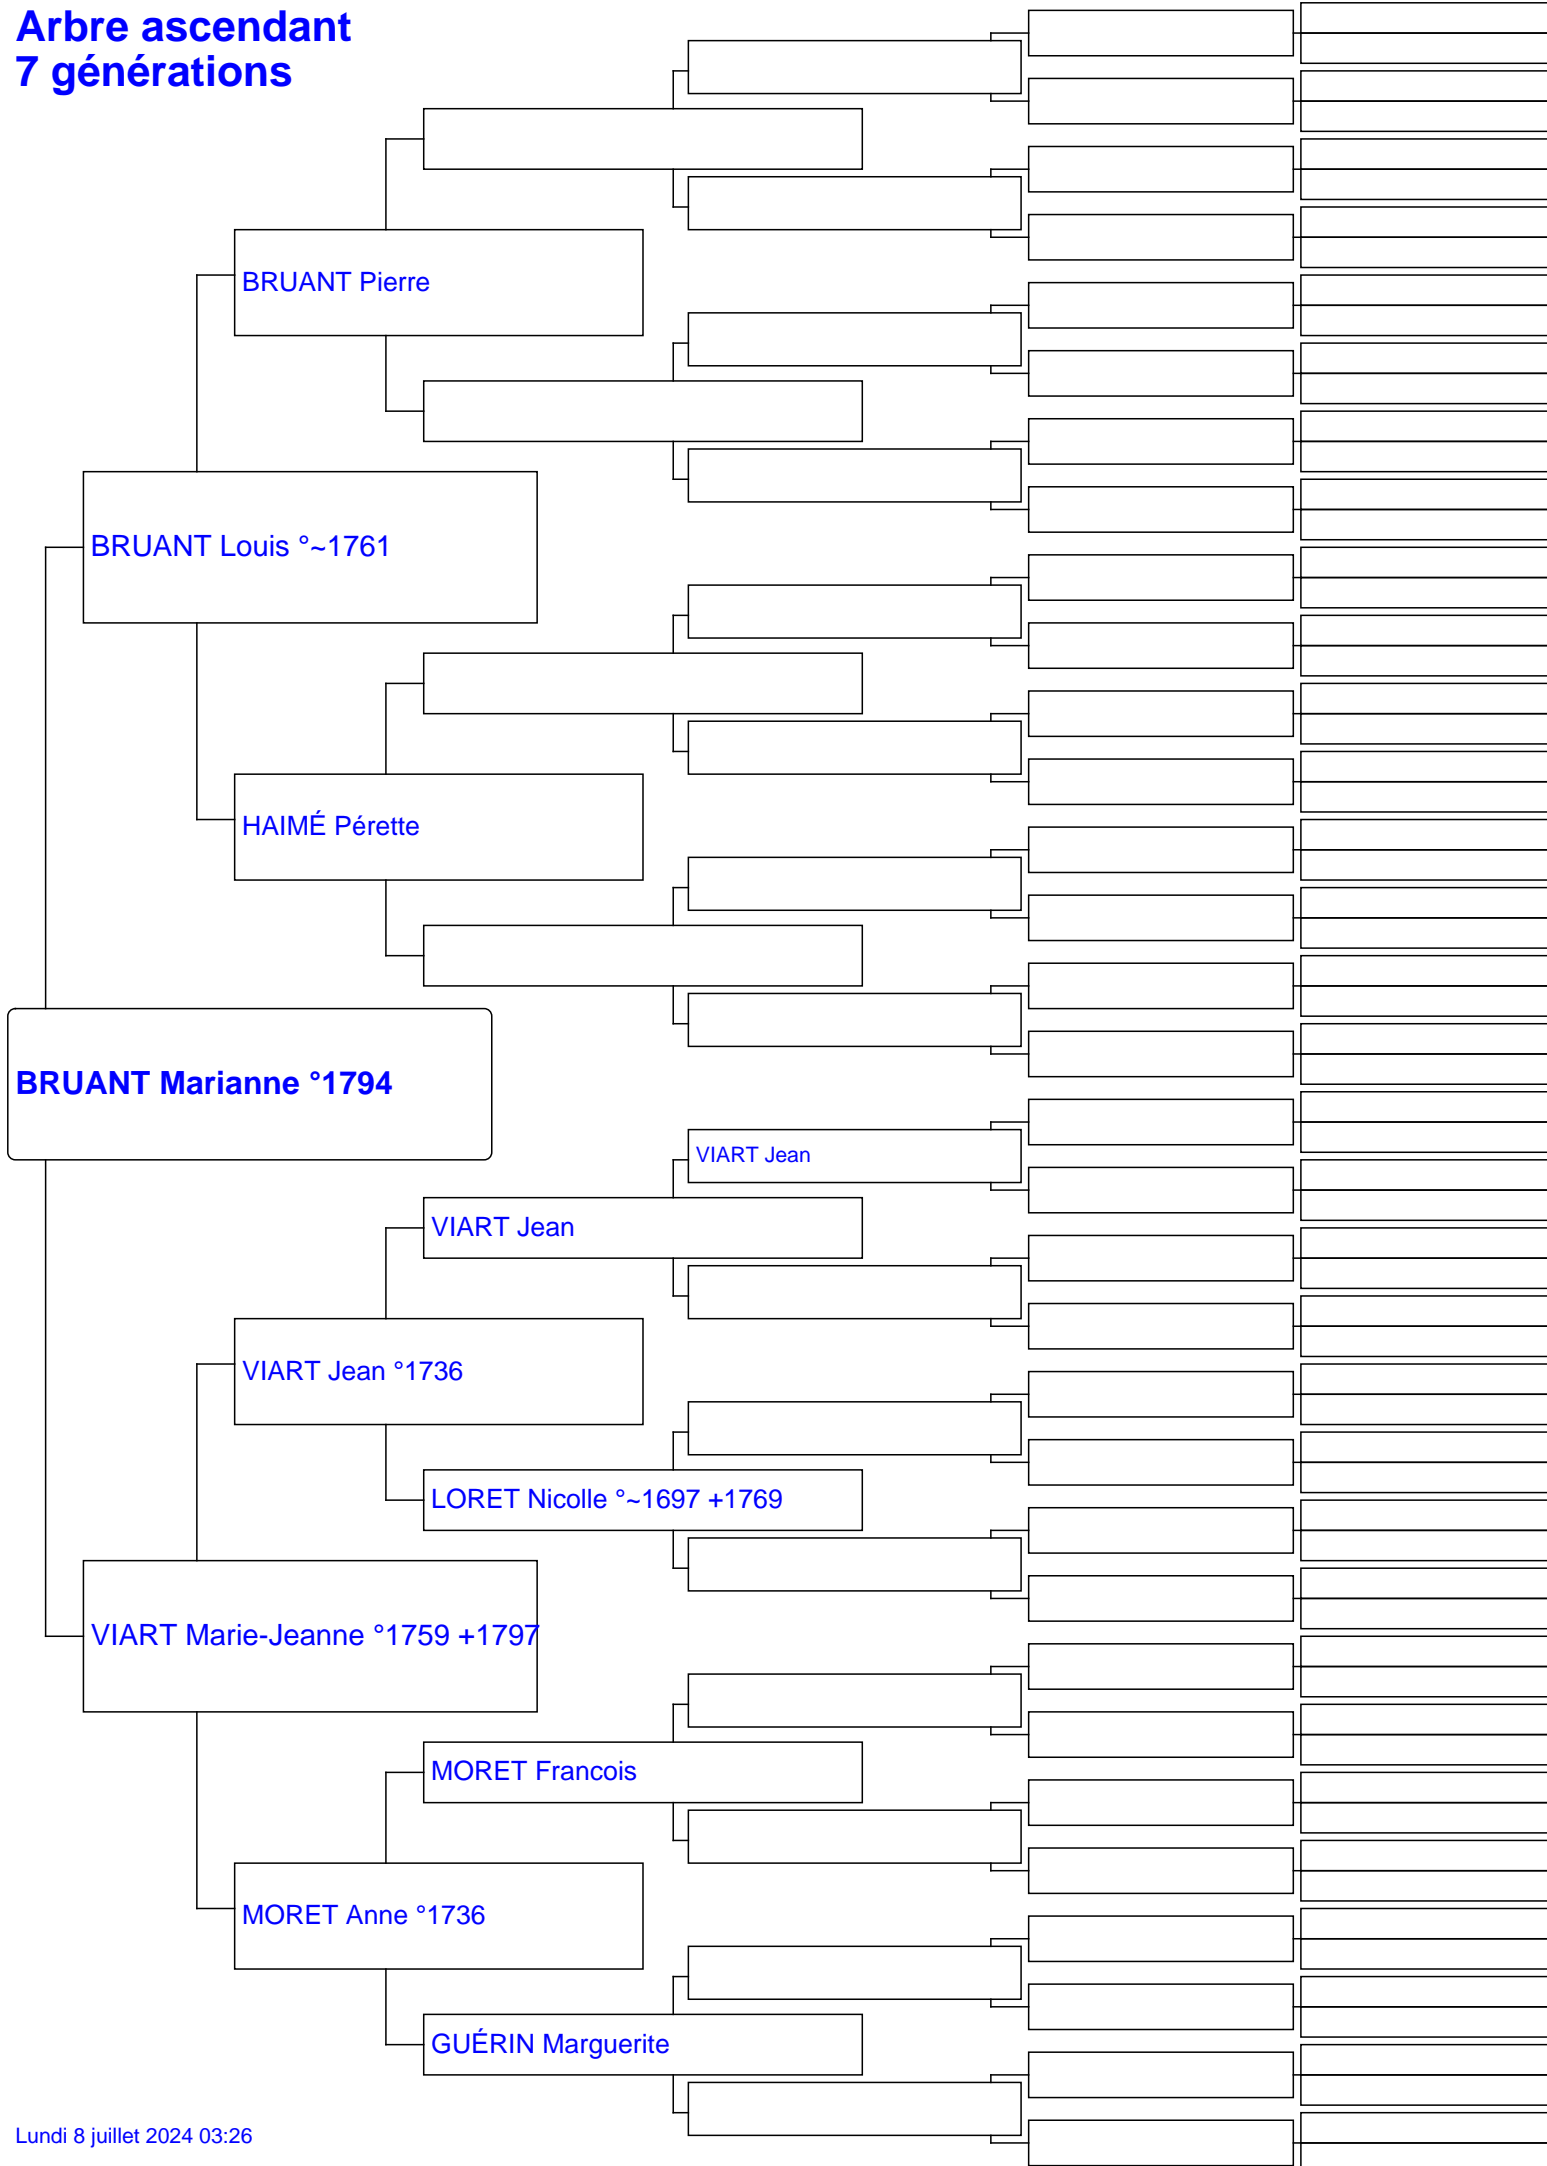 Arbre ascendant
7 générations
BRUANT Pierre
BRUANT Louis °~1761
HAIMÉ Pérette
BRUANT Marianne °1794
VIART Jean
VIART Jean
VIART Jean °1736
LORET Nicolle °~1697 +1769
VIART Marie-Jeanne °1759 +1797
MORET Francois
MORET Anne °1736
GUÉRIN Marguerite
Lundi 8 juillet 2024 03:26